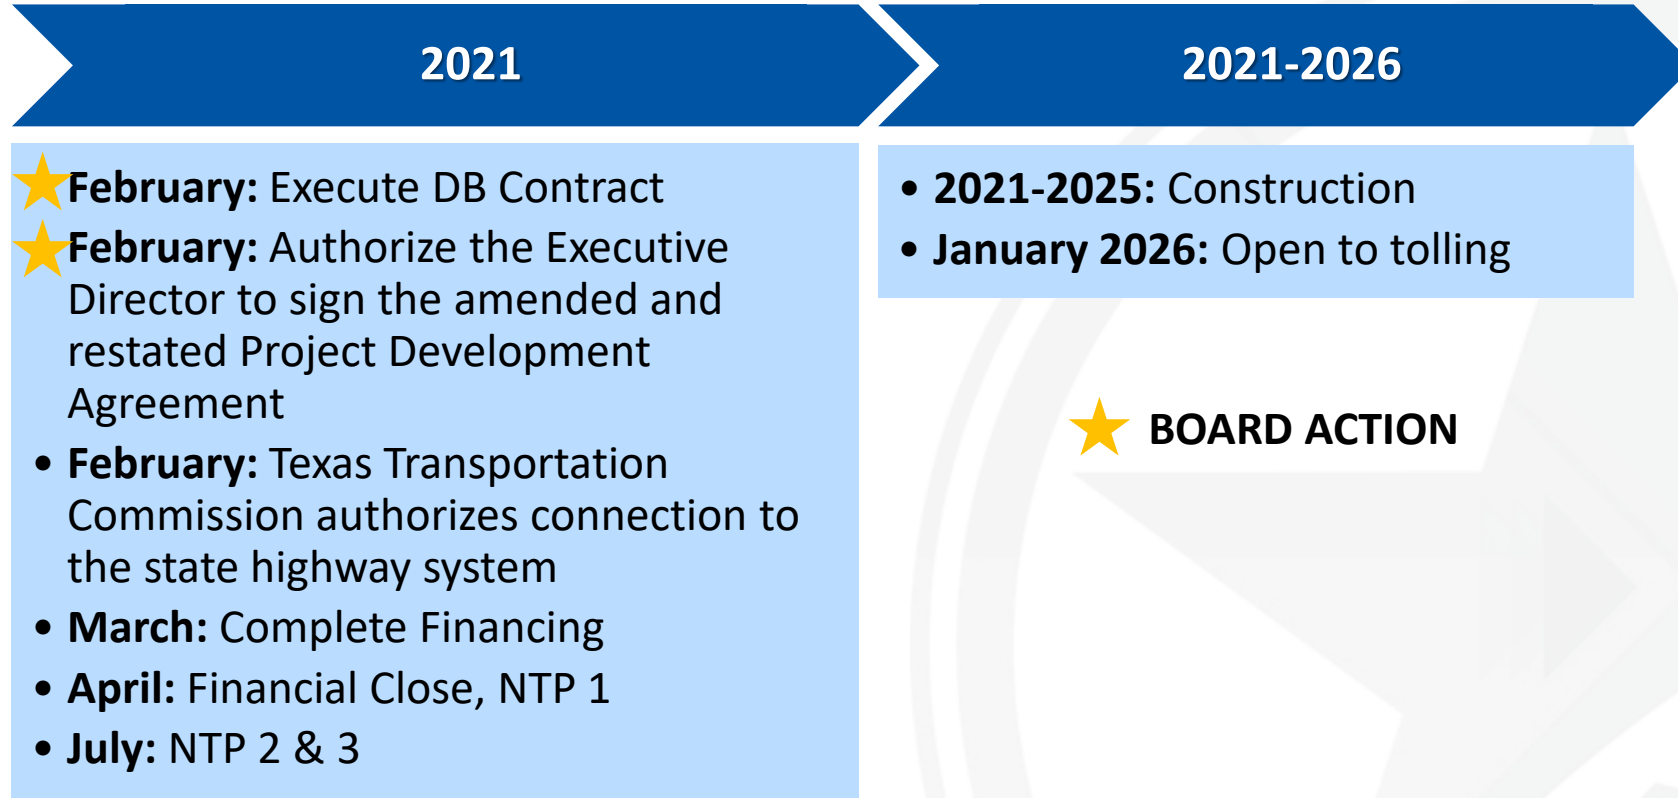 2021
February: Execute DB Contract
February: Authorize the Executive
Director to sign the amended and
restated Project Development
Agreement
• February: Texas Transportation
Commission authorizes connection to
the state highway system
• March: Complete Financing
• April: Financial Close, NTP 1
• July: NTP 2 & 3
2021-2026
• 2021-2025: Construction
• January 2026: Open to tolling
BOARD ACTION